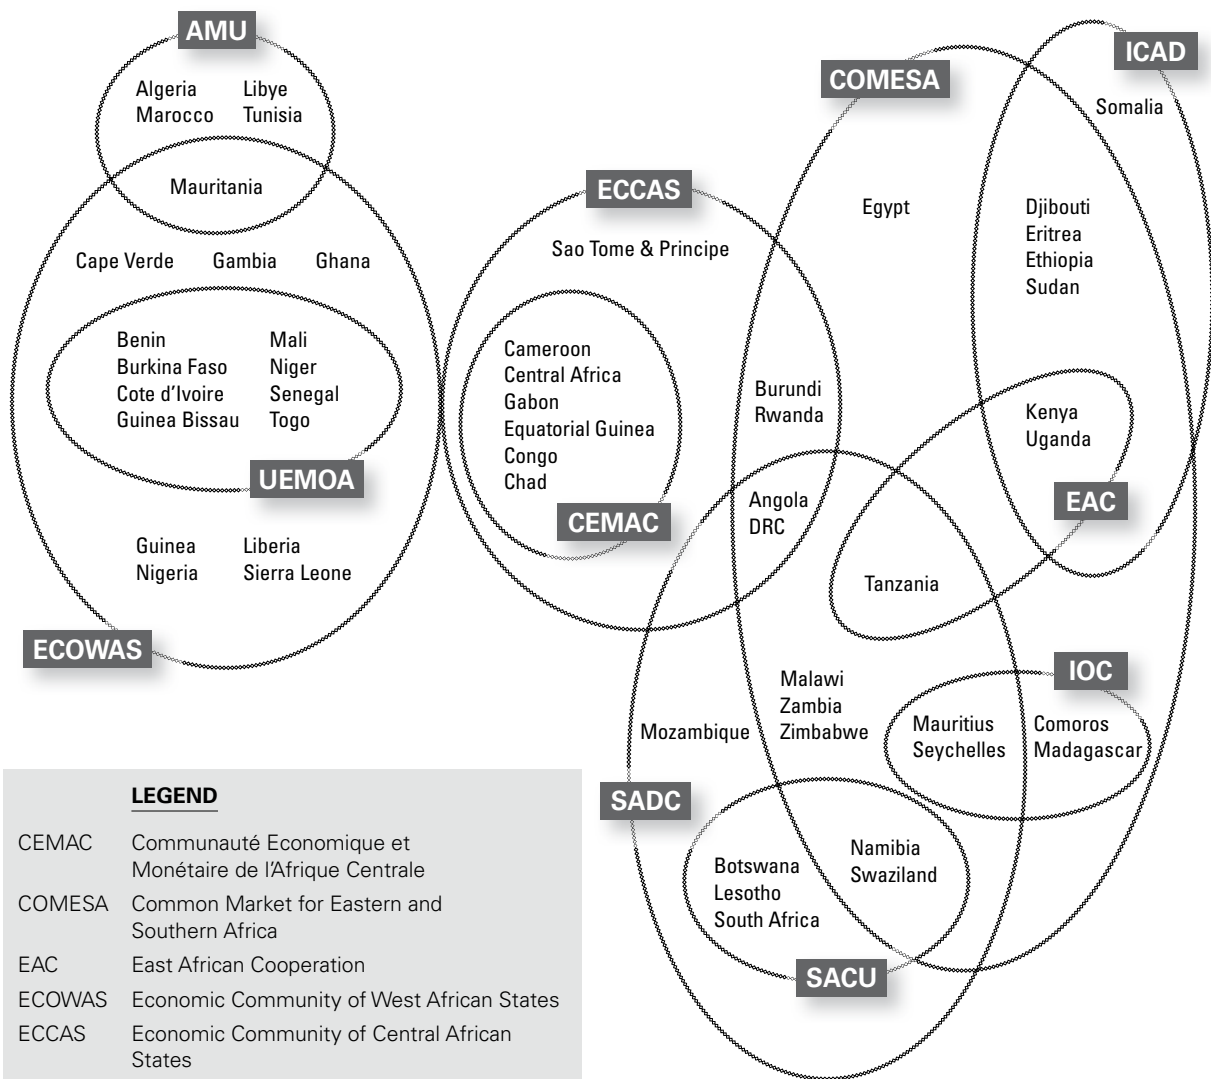 AMU
Algeria Libye
Marocco Tunisia
Mauritania
Cape Verde Gambia Ghana
Benin Mali
Burkina Faso Niger
Cote d'Ivoire Senegal
Guinea Bissau Togo
UEMOA
Guinea Liberia
Nigeria Sierra Leone
ECOWAS
ECCAS
Sao Tome & Principe
Cameroon
Central Africa
Gabon
Equatorial Guinea
Congo
Chad
CEMAC
Burundi
Rwanda
Angola
DRC
COMESA
Egypt
ICAD
Somalia
Djibouti
Eritrea
Ethiopia
Sudan
Kenya
Uganda
EAC
Tanzania
IOC
Mauritius Comoros
Seychelles Madagascar
Malawi
Zambia
Zimbabwe
Mozambique
SADC
Botswana
Lesotho
South Africa
Namibia
Swaziland
SACU
LEGEND
CEMAC Communauté Economique et
Monétaire de l'Afrique Centrale
COMESA Common Market for Eastern and
Southern Africa
EAC East African Cooperation
ECOWAS Economic Community of West African States
ECCAS Economic Community of Central African
States